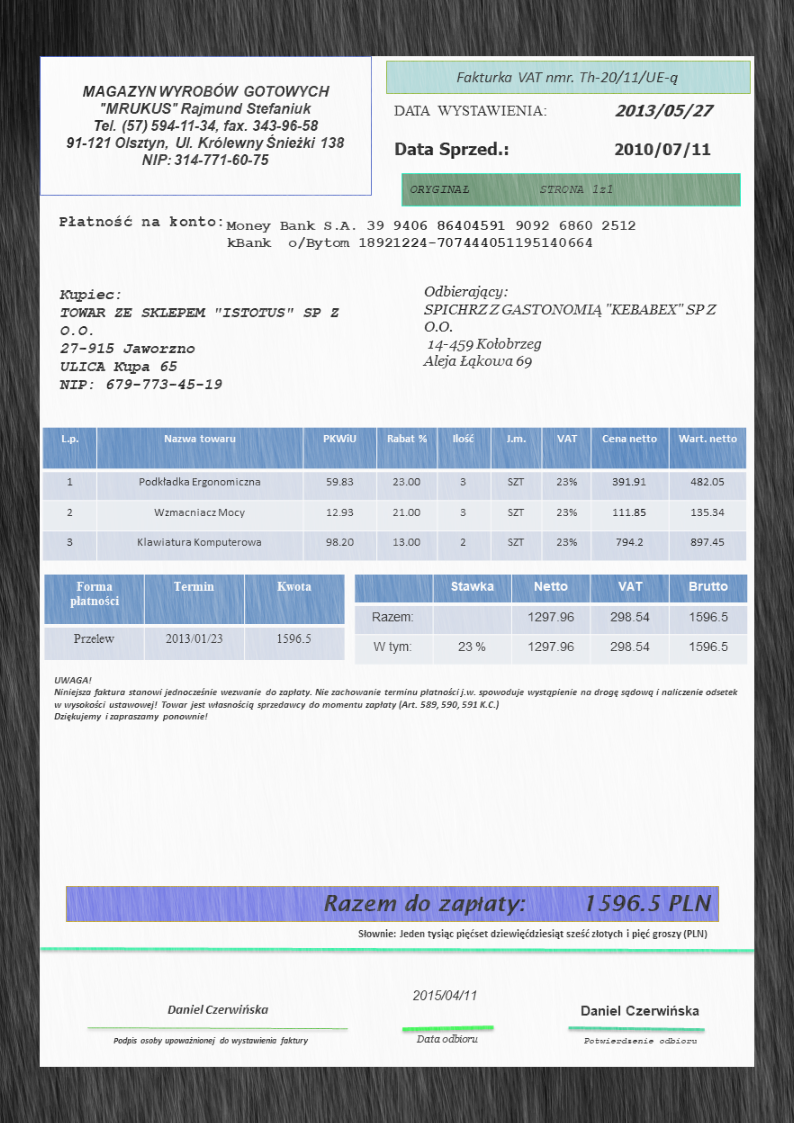 MAGAZYN WYROBÓW GOTOWYCH
"MRUKUS" Rajmund Stefaniuk
Tel. (57) 594-11-34, fax. 343-96-58
91-121 Olsztyn, Ul. Królewny Śnieżki 138
NIP: 314-771-60-75
Fakturka VAT nmr. Th-20/11/UE-ą
DATA WYSTAWIENIA: 2013/05/27
Data Sprzed.: 2010/07/11
ORYGINAŁ STRONA 1z1
Płatność na konto: Money Bank S.A. 39 9406 86404591 9092 6860 2512
kBank o/Bytom 18921224-707444051195140664
Kupiec:
TOWAR ZE SKLEPEM "ISTOTUS" SP Z
O.O.
27-915 Jaworzno
ULICA Kupa 65
NIP: 679-773-45-19
Odbierający:
SPICHRZ Z GASTONOMIĄ "KEBABEX" SP Z
O.O.
14-459 Kołobrzeg
Aleja Łąkowa 69
L.p. Nazwa towaru PKWiU Rabat % Ilość J.m. VAT Cena netto Wart. netto
1 Podkładka Ergonomiczna 59.83 23.00 3 SZT 23% 391.91 482.05
2 Wzmacniacz Mocy 12.93 21.00 3 SZT 23% 111.85 135.34
3 Klawiatura Komputerowa 98.20 13.00 2 SZT 23% 794.2 897.45
Forma płatności Termin Kwota
Przelew 2013/01/23 1596.5
Stawka Netto VAT Brutto
Razem: 1297.96 298.54 1596.5
W tym: 23 % 1297.96 298.54 1596.5
UWAGA!
Niniejsza faktura stanowi jednocześnie wezwanie do zapłaty. Nie zachowanie terminu płatności j.w. spowoduje wystąpienie na drogę sądową i naliczenie odsetek
w wysokości ustawowej! Towar jest własnością sprzedawcy do momentu zapłaty (Art. 589, 590, 591 K.C.)
Dziękujemy i zapraszamy ponownie!
Razem do zapłaty: 1596.5 PLN
Słownie: Jeden tysiąc pięćset dziewięćdziesiąt sześć złotych i pięć groszy (PLN)
Daniel Czerwińska
Podpis osoby upoważnionej do wystawienia faktury
2015/04/11
Data odbioru
Daniel Czerwińska
Potwierdzenie odbioru